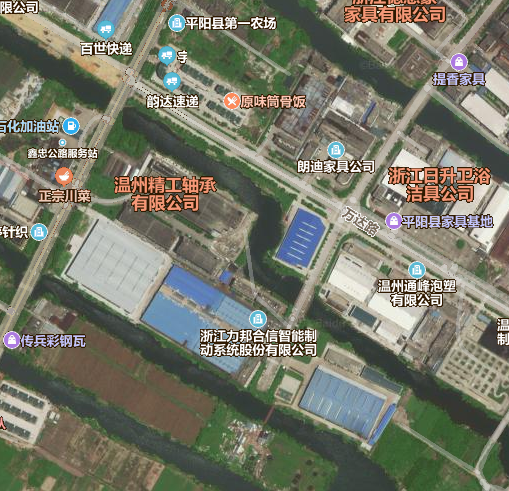 限公司
家具有限公司
平阳县第一农场
百世快递
韵达速递
提香家具
原味筒骨饭
石化加油站
鑫忠公路服务站
朗迪家具公司
正宗川菜
温州精工轴承
有限公司
浙江日升卫浴
洁具公司
万达路
平阳县家具基地
针织
温州通峰泡塑
有限公司
浙江力邦合信智能制
动系统股份有限公司
传兵彩钢瓦
温
制